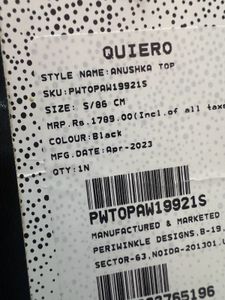 QUIERO
STYLE NAME:ANUSHKA TOP
SKU:PWTOPAW19921S
SIZE: S/86 CM
MRP.Rs.1789.00(Incl.of all taxe
COLOUR:Black
MFG.DATE:Apr-2023
QTY:1N
PWTOPAW19921S
MANUFACTURED & MARKETED
PERIWINKLE DESIGNS.B-19.
SECTOR-63,NOIDA-201301.U
765196